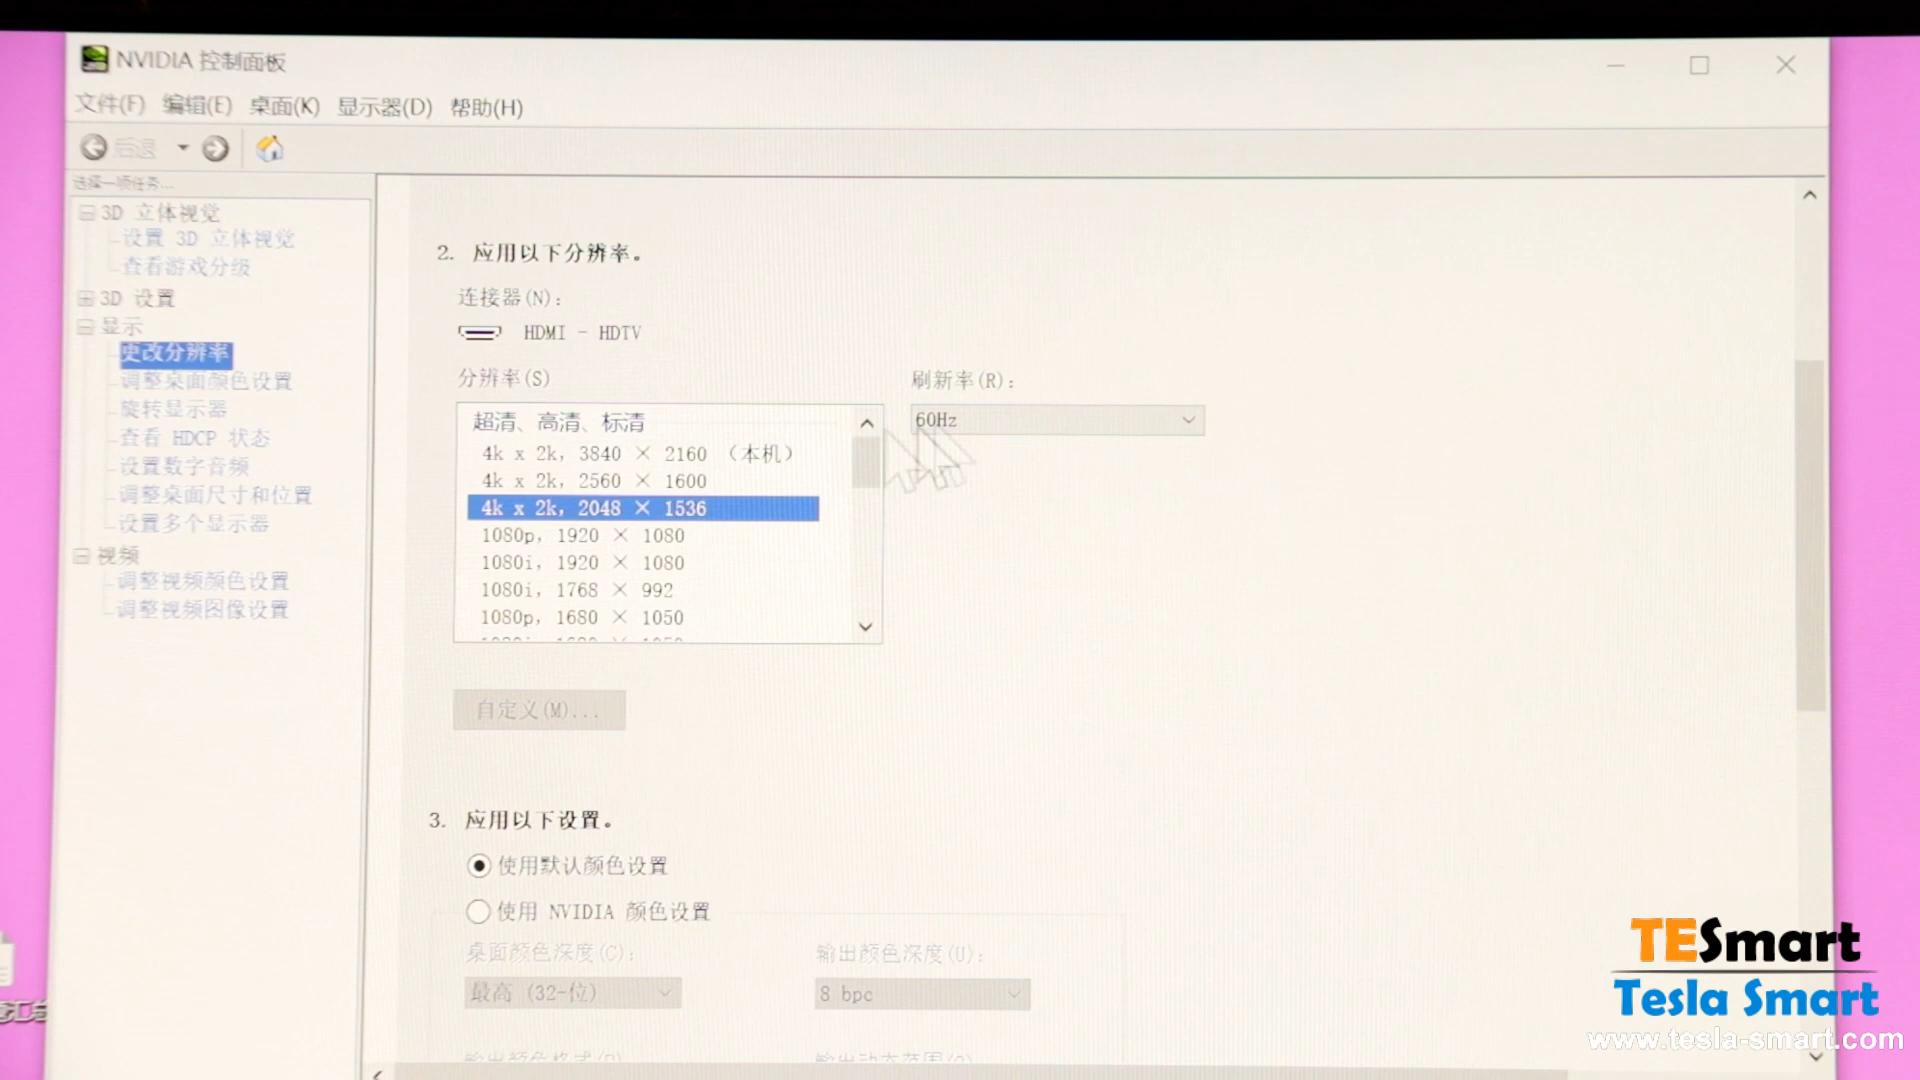 NVIDIA 控制面板
文件(F) 编辑(E) 桌面(K) 显示器(D) 帮助(H)
后退
选择一项任务...
3D 立体视觉
设置 3D 立体视觉
查看游戏分级
3D 设置
显示
更改分辨率
调整桌面颜色设置
旋转显示器
查看 HDCP 状态
设置数字音频
调整桌面尺寸和位置
设置多个显示器
视频
调整视频颜色设置
调整视频图像设置
2. 应用以下分辨率。
连接器(N):
HDMI - HDTV
分辨率(S)
刷新率(R):
超清、高清、标清
60Hz
4k x 2k, 3840 × 2160 (本机)
4k x 2k, 2560 × 1600
4k x 2k, 2048 × 1536
1080p, 1920 × 1080
1080i, 1920 × 1080
1080i, 1768 × 992
1080p, 1680 × 1050
自定义(M)...
3. 应用以下设置。
使用默认颜色设置
使用 NVIDIA 颜色设置
桌面颜色深度(C):
输出颜色深度(U):
最高 (32-位)
8 bpc
TESmart
Tesla Smart
www.tesla-smart.com